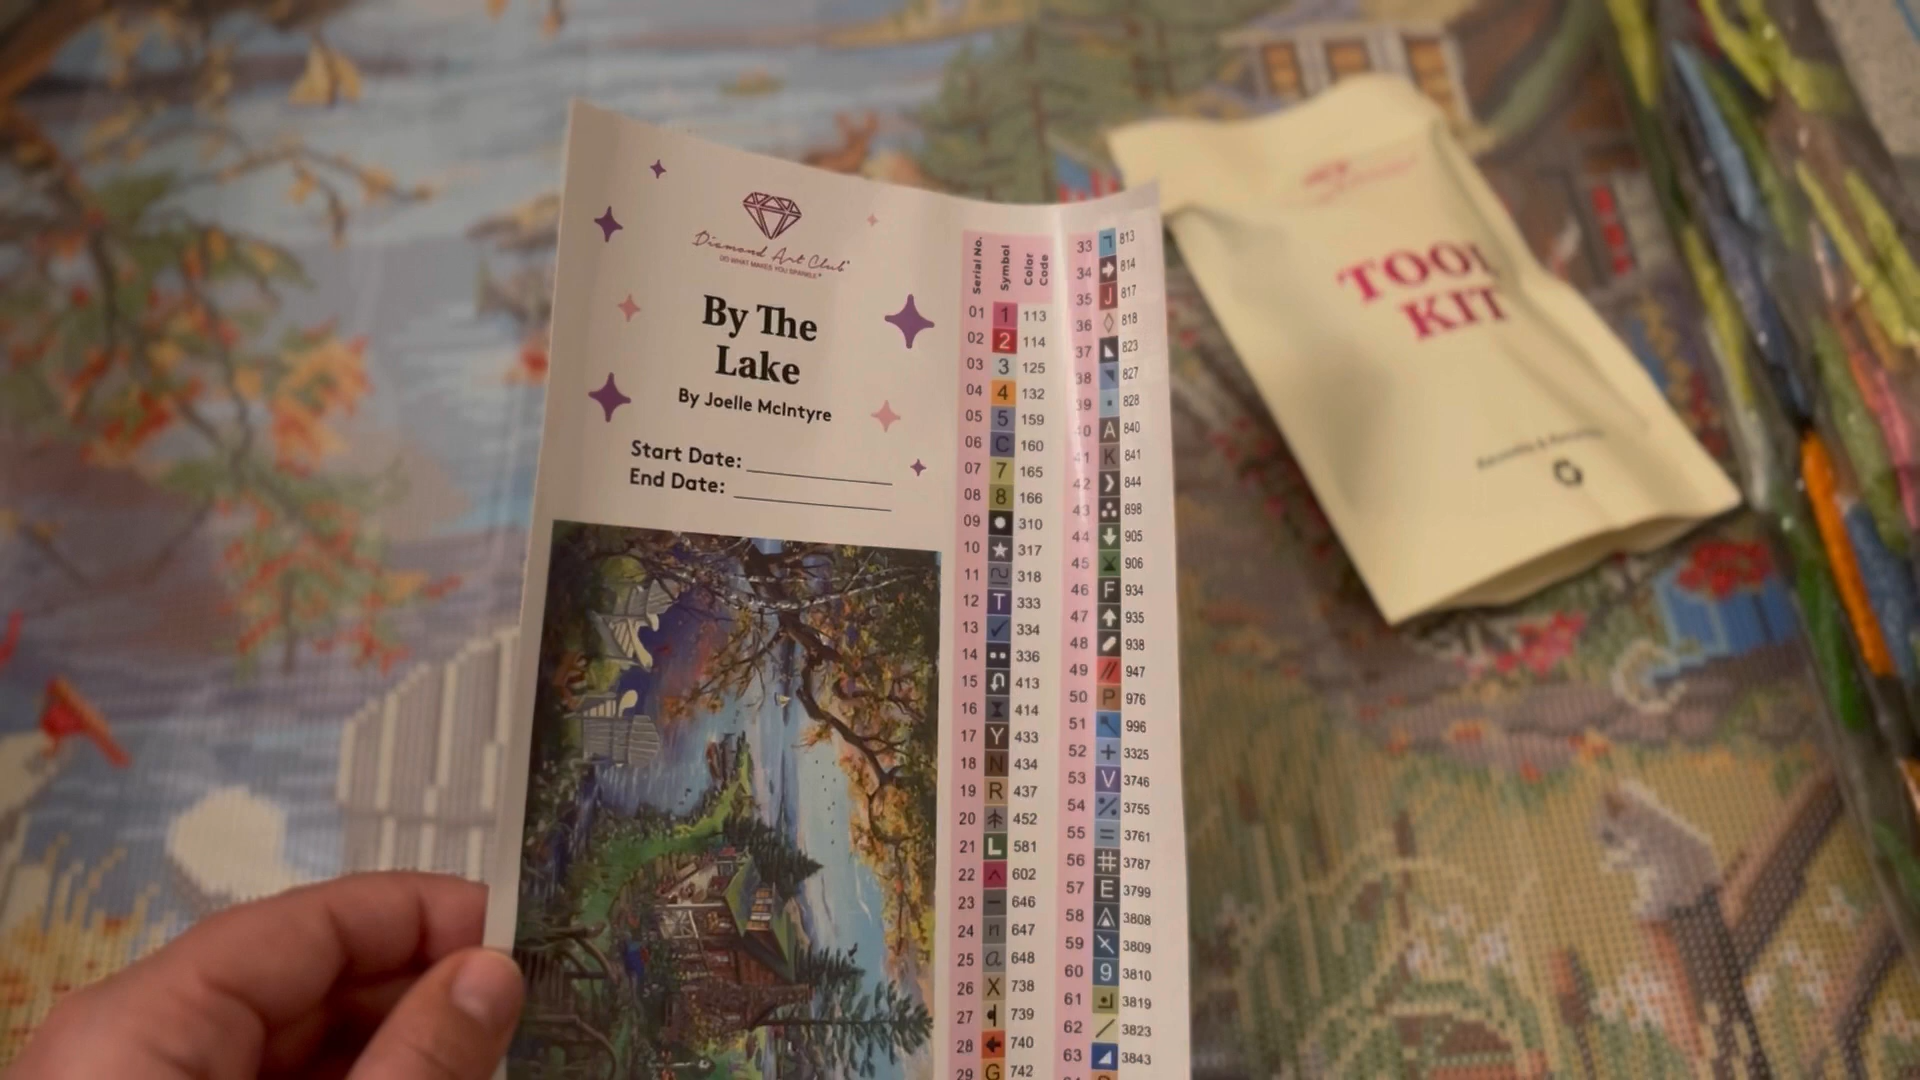 Diamond Art Club®
DO WHAT MAKES YOU SPARKLE®
By The
Lake
By Joelle McIntyre
Start Date:
End Date:
Serial No. Symbol Color Code
01 1 113
02 2 114
03 3 125
04 4 132
05 5 159
06 C 160
07 7 165
08 8 166
09 310
10 317
11 318
12 T 333
13 334
14 336
15 413
16 414
17 Y 433
18 N 434
19 R 437
20 452
21 L 581
22 602
23 646
24 n 647
25 a 648
26 X 738
27 739
28 740
29 G 742
33 813
34 814
35 J 817
36 818
37 823
38 827
39 828
40 A 840
41 K 841
42 844
43 898
44 905
45 906
46 F 934
47 935
48 938
49 // 947
50 P 976
51 996
52 + 3325
53 V 3746
54 3755
55 = 3761
56 # 3787
57 E 3799
58 3808
59 3809
60 9 3810
61 3819
62 / 3823
63 3843
TOOL
KIT